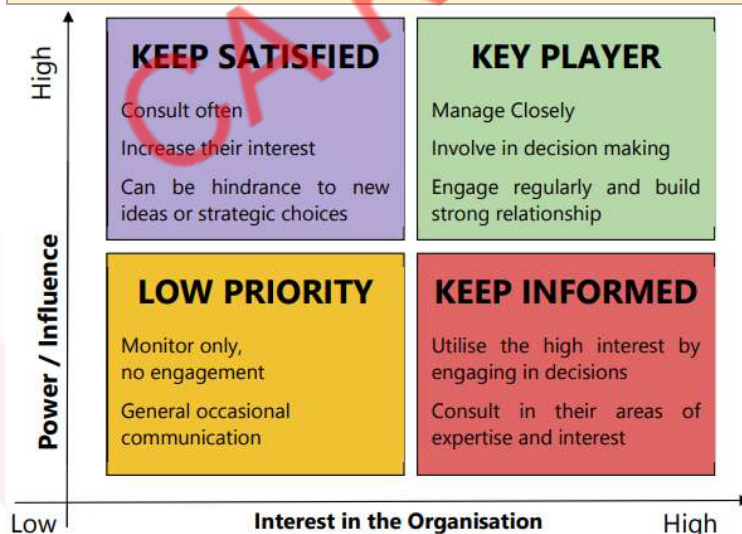 CA
High
KEEP SATISFIED
Consult often
Increase their interest
Can be hindrance to new
ideas or strategic choices
KEY PLAYER
Manage Closely
Involve in decision making
Engage regularly and build
strong relationship
Power / Influence
LOW PRIORITY
Monitor only,
no engagement
General occasional
communication
KEEP INFORMED
Utilise the high interest by
engaging in decisions
Consult in their areas of
expertise and interest
Low
Interest in the Organisation
High